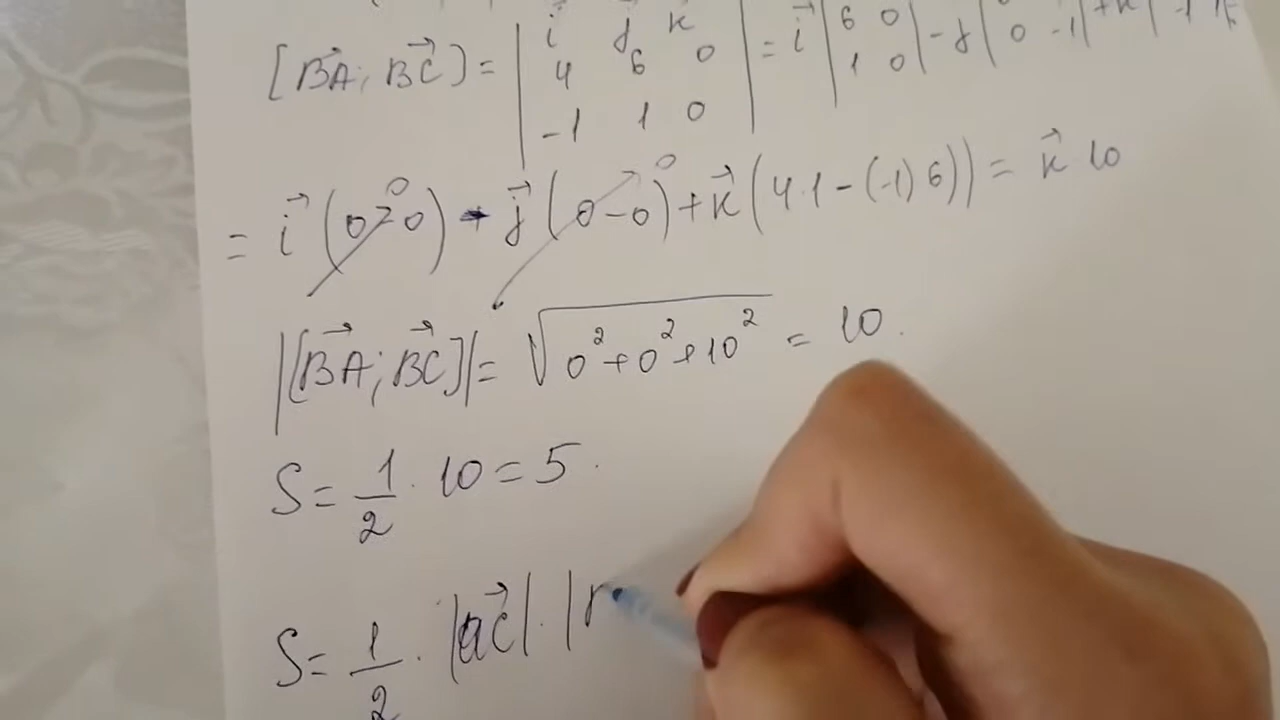 [BA⃗; BC⃗] = | i⃗ j⃗ k⃗ | = i⃗ | 6 0 | - j | 0 -1 | + k | -1
4 6 0 1 0
-1 1 0
= i⃗ (0-0) - j⃗ (0-0) + k⃗ (4·1 - (-1) 6)) = k⃗ 10
|[BA⃗; BC⃗]| = √0² + 0² + 10² = 10.
S = 1/2 · 10 = 5.
S = 1/2 · |ac⃗| · |